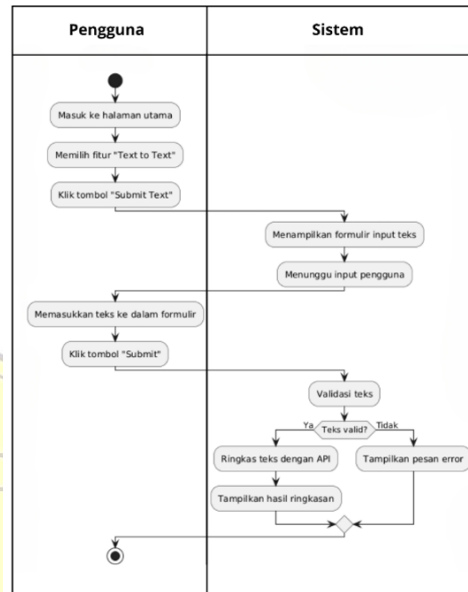 Pengguna
Sistem
Masuk ke halaman utama
Memilih fitur "Text to Text"
Klik tombol "Submit Text"
Menampilkan formulir input teks
Menunggu input pengguna
Memasukkan teks ke dalam formulir
Klik tombol "Submit"
Validasi teks
Ya
Teks valid?
Tidak
Ringkas teks dengan API
Tampilkan pesan error
Tampilkan hasil ringkasan